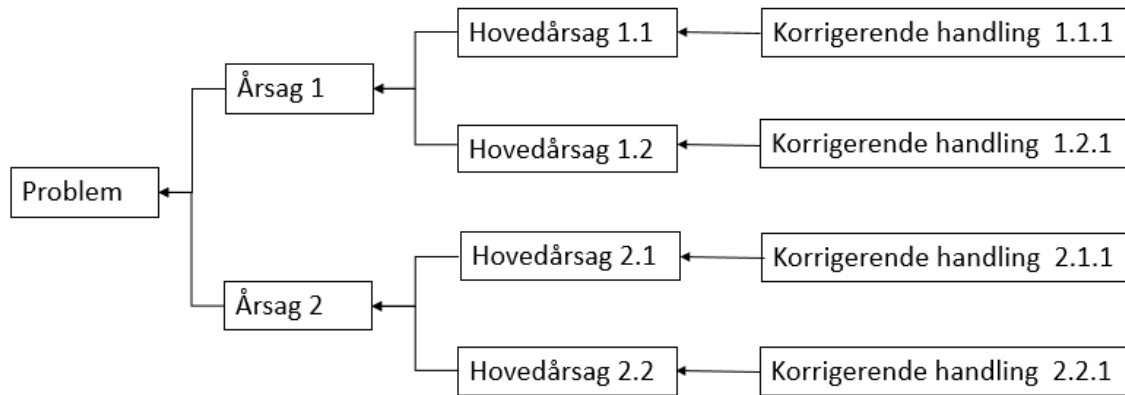 Hovedårsag 1.1
Korrigerende handling 1.1.1
Årsag 1
Hovedårsag 1.2
Korrigerende handling 1.2.1
Problem
Hovedårsag 2.1
Korrigerende handling 2.1.1
Årsag 2
Hovedårsag 2.2
Korrigerende handling 2.2.1